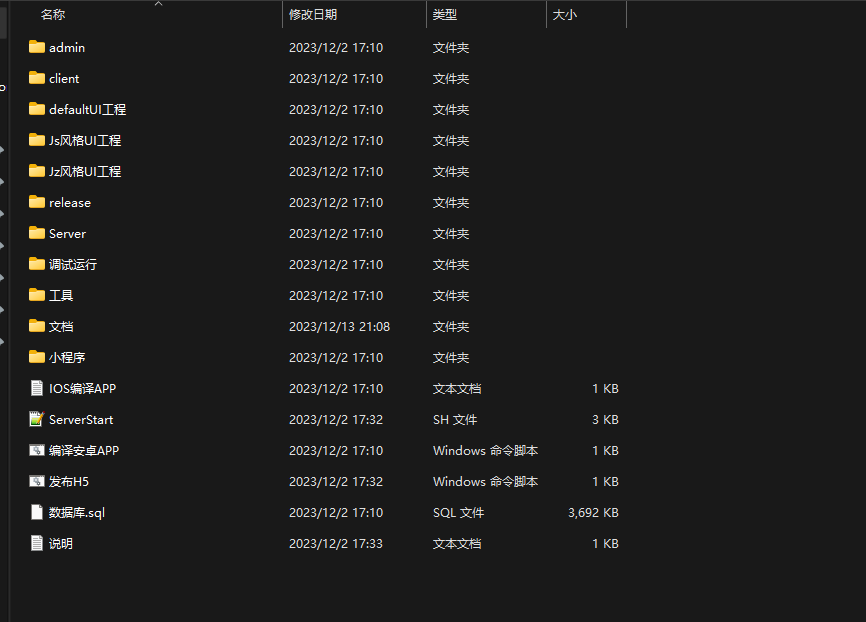 名称 修改日期 类型 大小
admin 2023/12/2 17:10 文件夹
client 2023/12/2 17:10 文件夹
defaultUI工程 2023/12/2 17:10 文件夹
Js风格UI工程 2023/12/2 17:10 文件夹
Jz风格UI工程 2023/12/2 17:10 文件夹
release 2023/12/2 17:10 文件夹
Server 2023/12/2 17:10 文件夹
调试运行 2023/12/2 17:10 文件夹
工具 2023/12/2 17:10 文件夹
文档 2023/12/13 21:08 文件夹
小程序 2023/12/2 17:10 文件夹
IOS编译APP 2023/12/2 17:10 文本文档 1 KB
ServerStart 2023/12/2 17:32 SH 文件 3 KB
编译安卓APP 2023/12/2 17:10 Windows 命令脚本 1 KB
发布H5 2023/12/2 17:32 Windows 命令脚本 1 KB
数据库.sql 2023/12/2 17:10 SQL 文件 3,692 KB
说明 2023/12/2 17:33 文本文档 1 KB